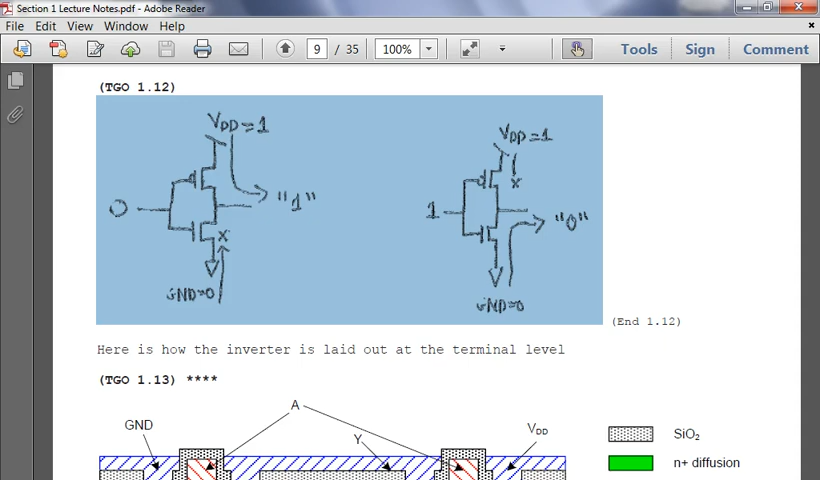 Section 1 Lecture Notes.pdf - Adobe Reader
File Edit View Window Help
9 / 35 100% Tools Sign Comment
(TGO 1.12)
VDD=1 VDD=1
0 "1" 1 "0"
x x
GND=0 GND=0
(End 1.12)
Here is how the inverter is laid out at the terminal level
(TGO 1.13) ****
A
GND Y VDD
SiO2
n+ diffusion